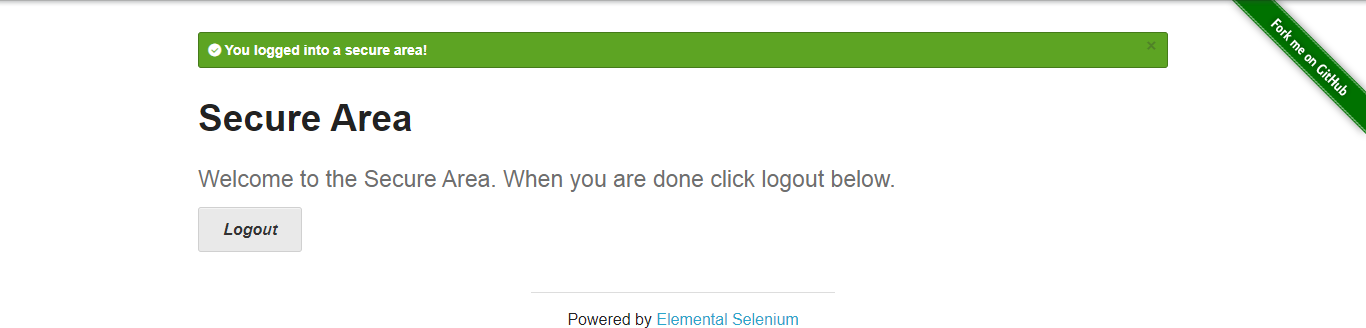 You logged into a secure area!
×
Fork me on GitHub
Secure Area
Welcome to the Secure Area. When you are done click logout below.
Logout
Powered by Elemental Selenium